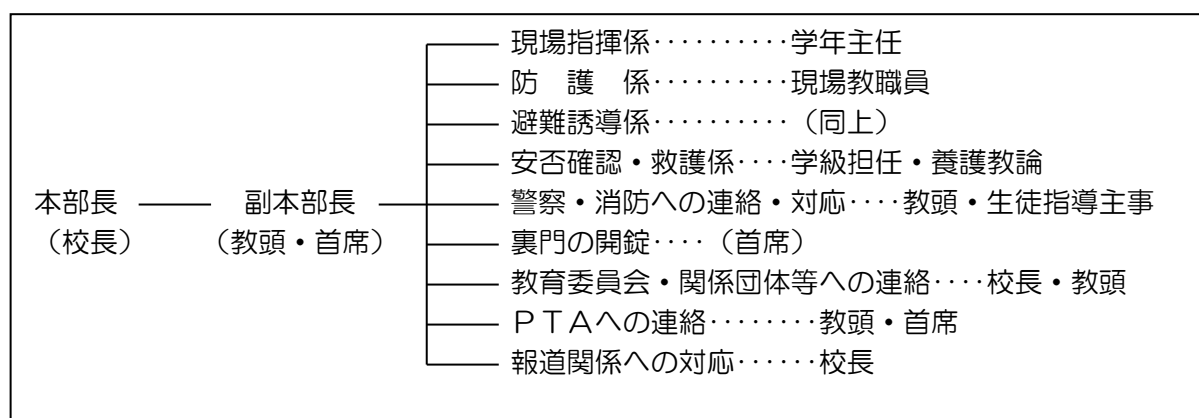 現場指揮係··········学年主任
防　護　係··········現場教職員
避難誘導係··········（同上）
安否確認・救護係····学級担任・養護教論
本部長　副本部長　警察・消防への連絡・対応····教頭・生徒指導主事
（校長）　（教頭・首席）　裏門の開錠····（首席）
教育委員会・関係団体等への連絡····校長・教頭
ＰＴＡへの連絡········教頭・首席
報道関係への対応······校長